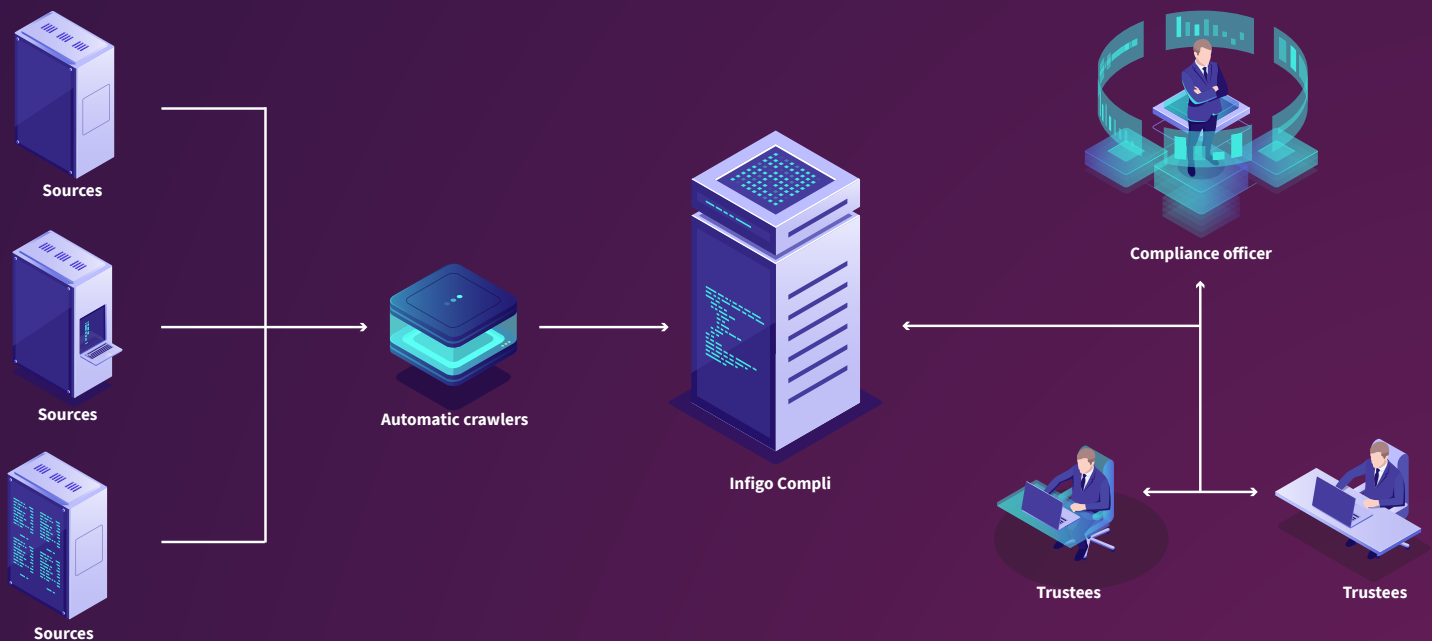 Sources
Compliance officer
Sources
Automatic crawlers
Infigo Compli
Trustees
Trustees
Sources